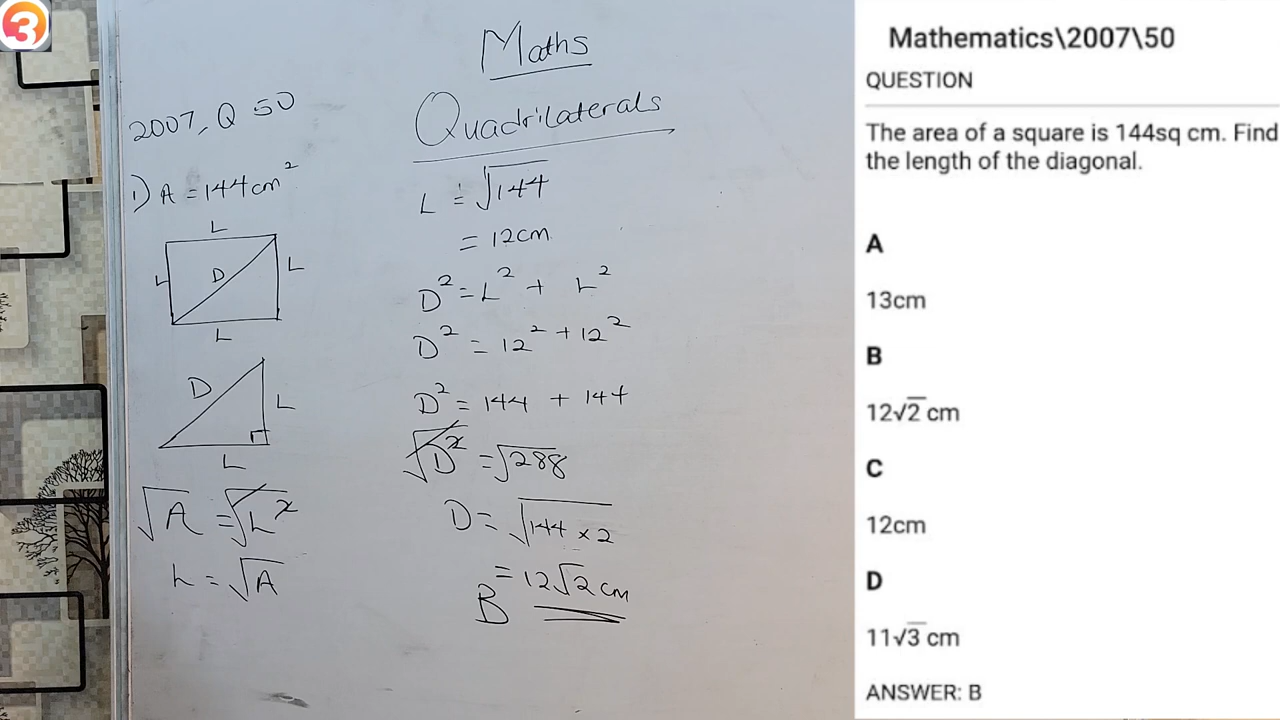 3
Maths
Quadrilaterals
2007, Q 50
1) A = 144cm²
L
L
D
L
L
D
L
L
√A = √L²
L = √A
L = √144
= 12cm
D² = L² + L²
D² = 12² + 12²
D² = 144 + 144
√D² = √288
D = √144 × 2
= 12√2 cm
B
Mathematics\2007\50
QUESTION
The area of a square is 144sq cm. Find
the length of the diagonal.
A
13cm
B
12√2 cm
C
12cm
D
11√3 cm
ANSWER: B